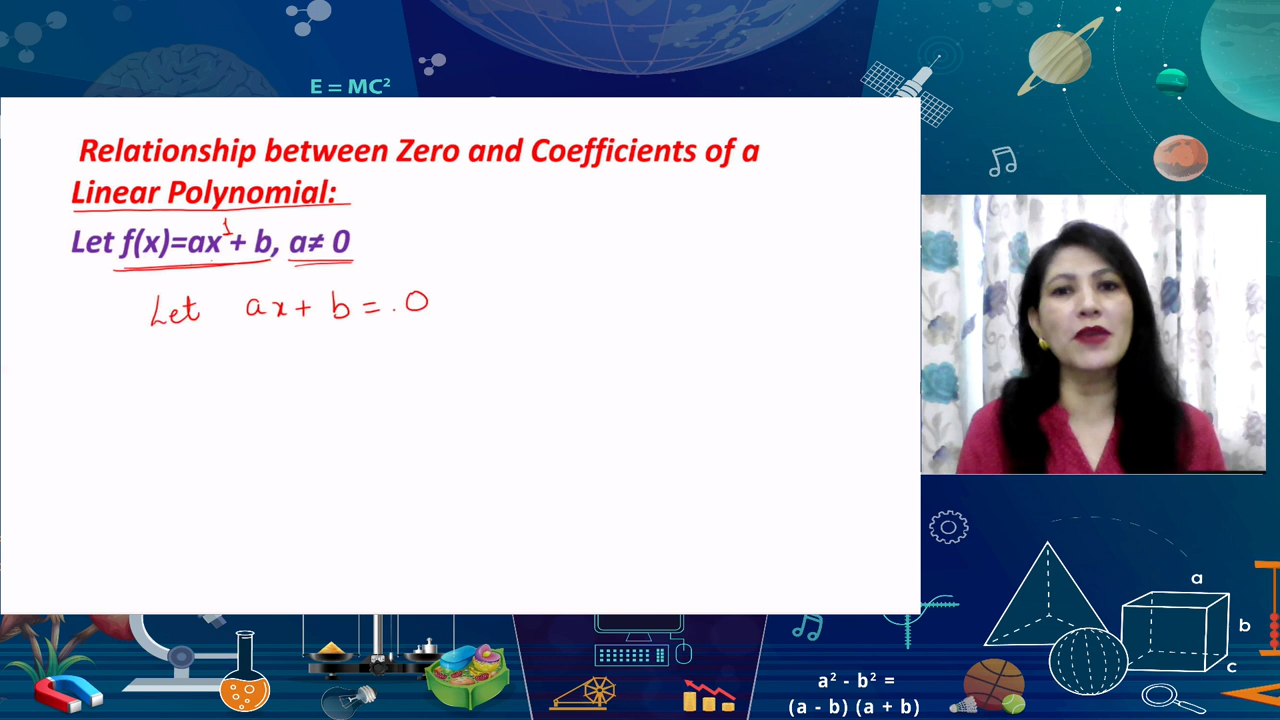 E = MC²
Relationship between Zero and Coefficients of a
Linear Polynomial:
Let f(x)=ax¹+ b, a≠ 0
Let ax + b = . 0
a
b
c
a² - b² =
(a - b) (a + b)